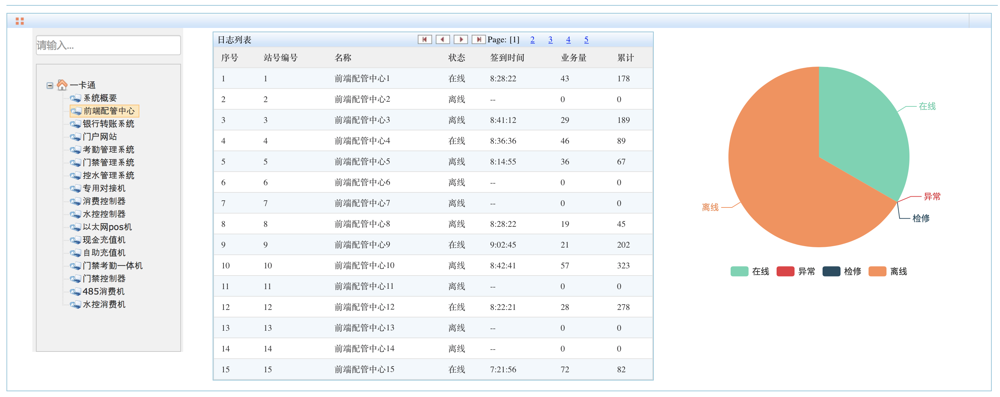 请输入...
一卡通
系统概要
前端配管中心
银行转账系统
门户网站
考勤管理系统
门禁管理系统
控水管理系统
专用对接机
消费控制器
水控控制器
以太网pos机
现金充值机
自助充值机
门禁考勤一体机
门禁控制器
485消费机
水控消费机
日志列表 Page: [1] 2 3 4 5
序号 站号编号 名称 状态 签到时间 业务量 累计
1 1 前端配管中心1 在线 8:28:22 43 178
2 2 前端配管中心2 离线 -- 0 0
3 3 前端配管中心3 离线 8:41:12 29 189
4 4 前端配管中心4 在线 8:36:36 46 89
5 5 前端配管中心5 离线 8:14:55 36 67
6 6 前端配管中心6 离线 -- 0 0
7 7 前端配管中心7 离线 -- 0 0
8 8 前端配管中心8 离线 8:28:22 19 45
9 9 前端配管中心9 在线 9:02:45 21 202
10 10 前端配管中心10 离线 8:42:41 57 323
11 11 前端配管中心11 离线 -- 0 0
12 12 前端配管中心12 在线 8:22:21 28 278
13 13 前端配管中心13 离线 -- 0 0
14 14 前端配管中心14 离线 -- 0 0
15 15 前端配管中心15 在线 7:21:56 72 82
在线
异常
离线
检修
在线 异常 检修 离线